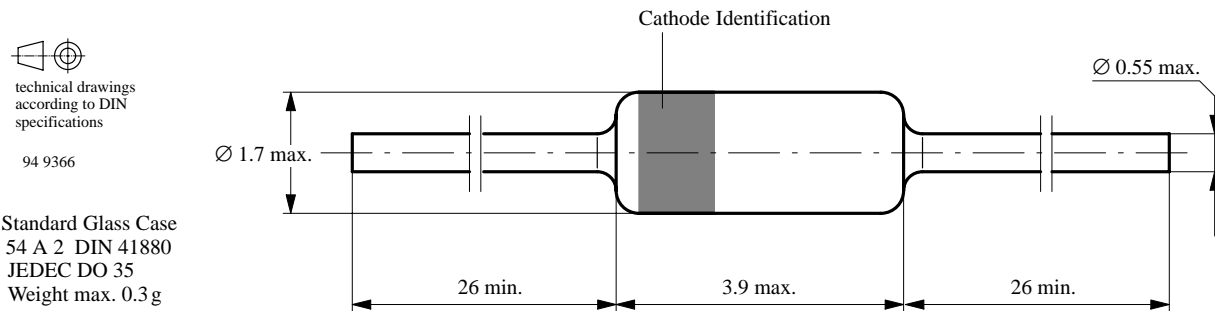 Cathode Identification
technical drawings
according to DIN
specifications
94 9366
∅ 0.55 max.
∅ 1.7 max.
Standard Glass Case
54 A 2 DIN 41880
JEDEC DO 35
Weight max. 0.3 g
26 min.
3.9 max.
26 min.